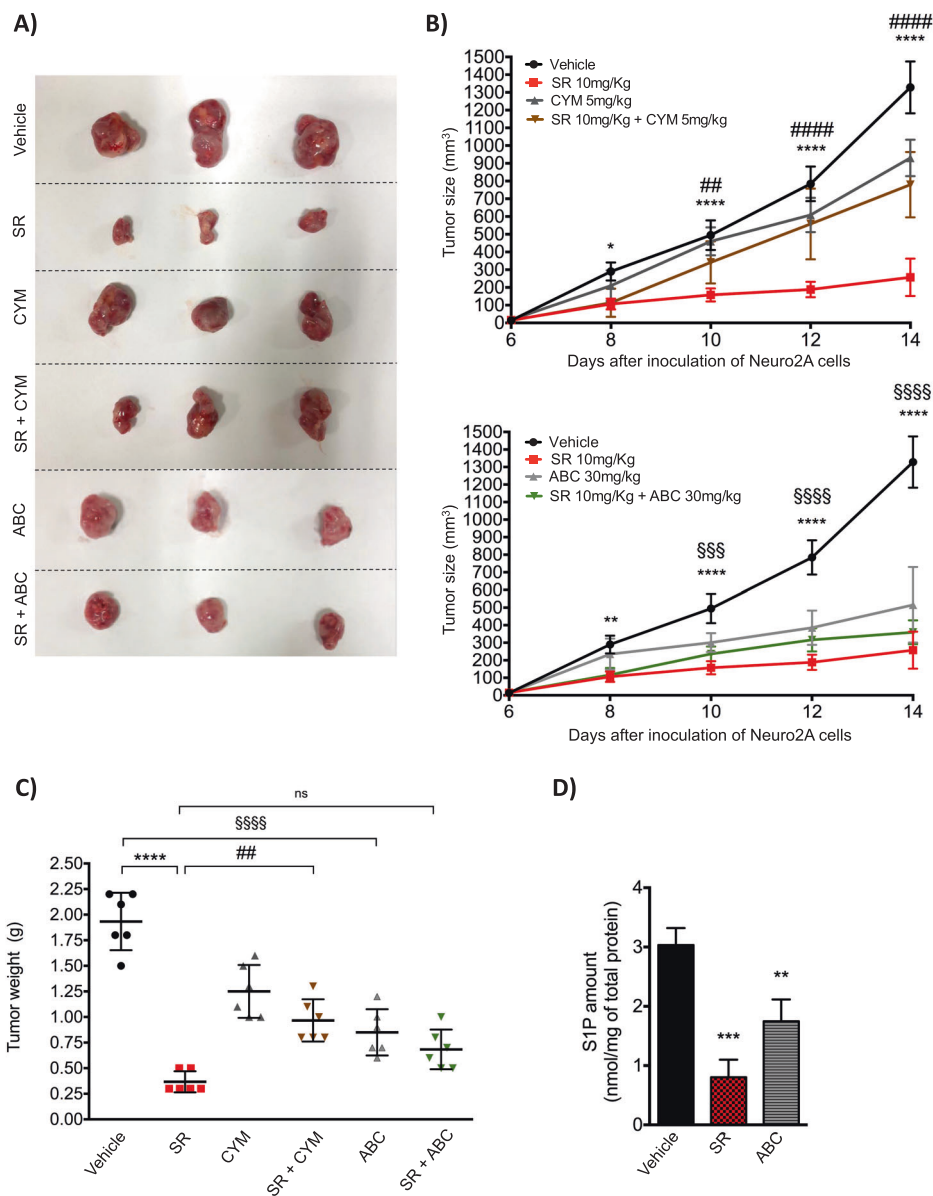 A)
Vehicle
SR
CYM
SR + CYM
ABC
SR + ABC
B)
####
****
1500
1400
1300
1200
1100
1000
900
800
700
600
500
400
300
200
100
0
Tumor size (mm³)
Vehicle
SR 10mg/Kg
CYM 5mg/kg
SR 10mg/Kg + CYM 5mg/kg
####
****
##
****
*
6 8 10 12 14
Days after inoculation of Neuro2A cells
§§§§
****
1500
1400
1300
1200
1100
1000
900
800
700
600
500
400
300
200
100
0
Tumor size (mm³)
Vehicle
SR 10mg/Kg
ABC 30mg/kg
SR 10mg/Kg + ABC 30mg/kg
§§§§
****
§§§
****
**
6 8 10 12 14
Days after inoculation of Neuro2A cells
C)
ns
§§§§
**** ##
2.50
2.25
2.00
1.75
1.50
1.25
1.00
0.75
0.50
0.25
0.00
Tumor weight (g)
Vehicle
SR
CYM
SR + CYM
ABC
SR + ABC
D)
4
3
2
1
0
S1P amount
(nmol/mg of total protein)
***
**
Vehicle
SR
ABC